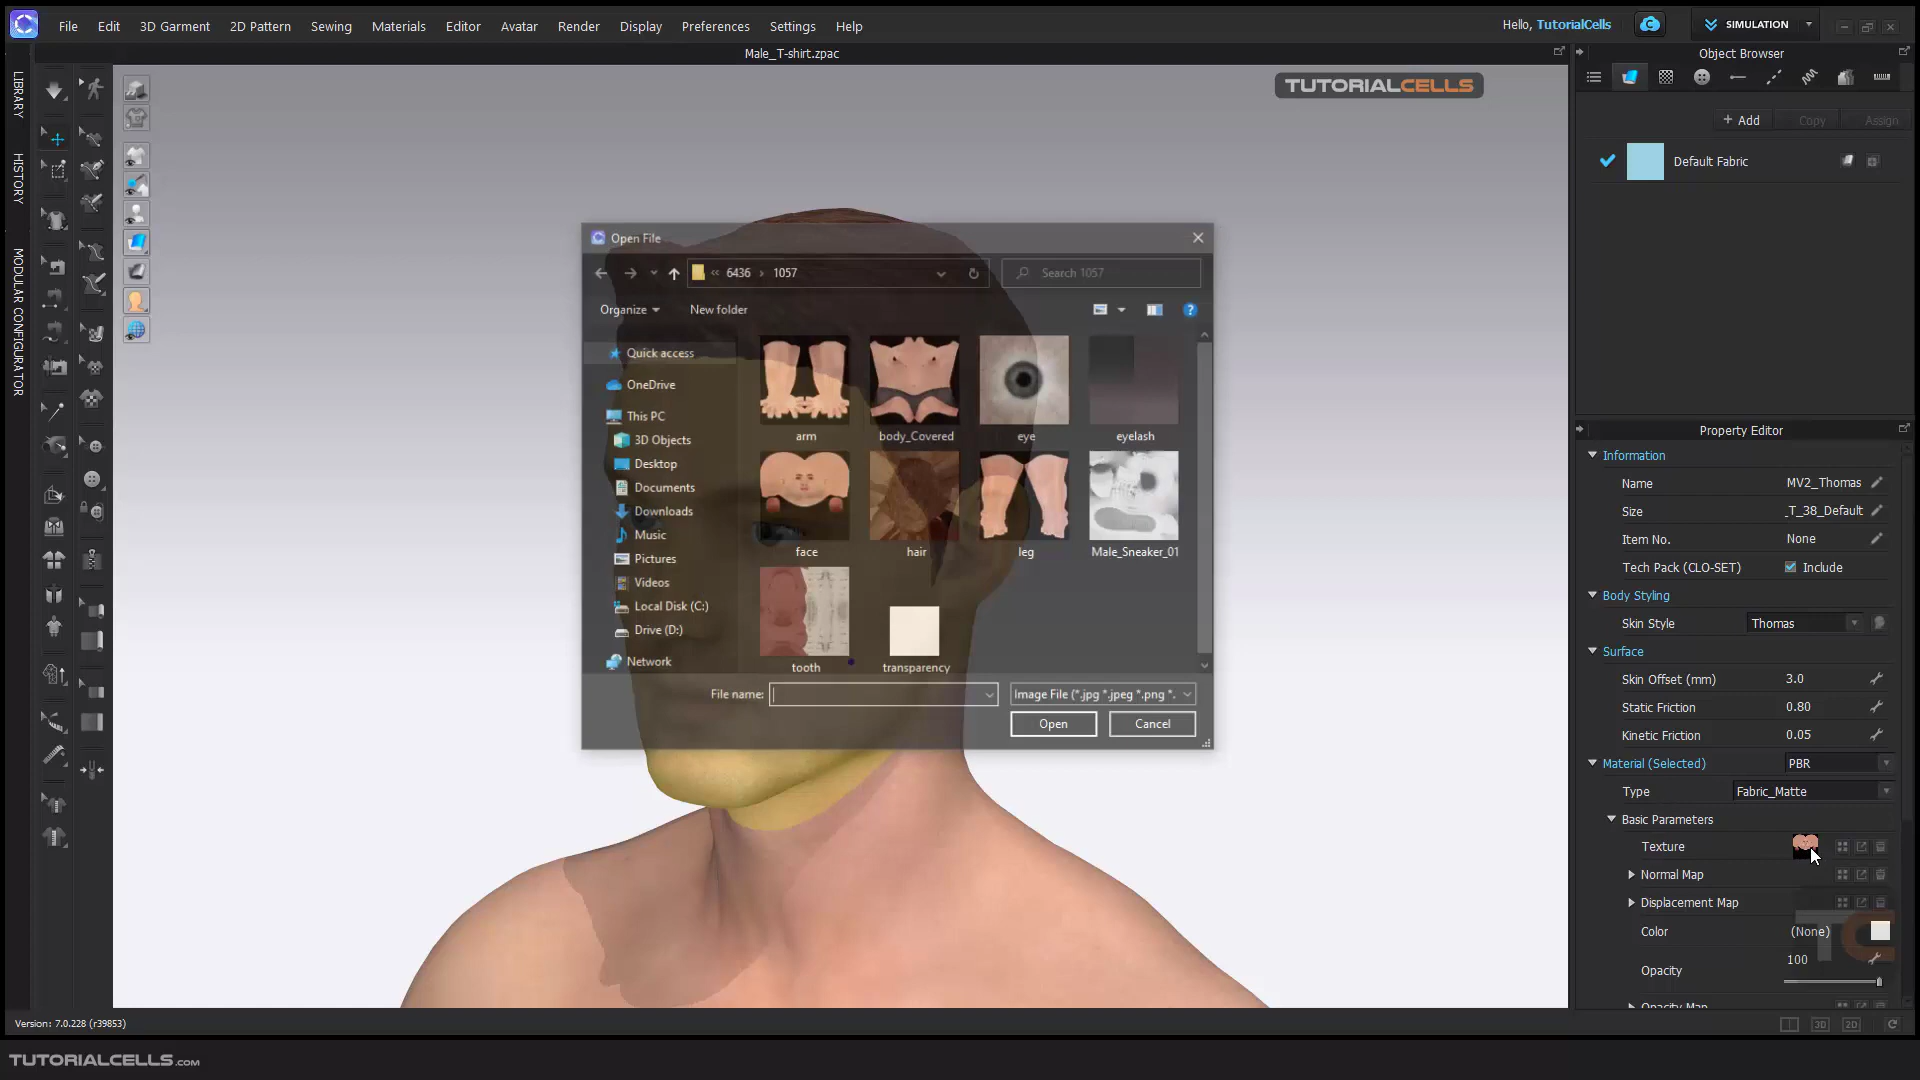 File Edit 3D Garment 2D Pattern Sewing Materials Editor Avatar Render Display Preferences Settings Help
Hello, TutorialCells
SIMULATION
Male_T-shirt.zpac
Object Browser
TUTORIALCELLS
LIBRARY
HISTORY
MODULAR CONFIGURATOR
+ Add Copy Assign
Default Fabric
Open File
« 6436 › 1057
Search 1057
Organize New folder
Quick access
OneDrive
This PC
3D Objects
Desktop
Documents
Downloads
Music
Pictures
Videos
Local Disk (C:)
Drive (D:)
Network
arm body_Covered eye eyelash
face hair leg Male_Sneaker_01
tooth transparency
File name:
Image File (*.jpg *.jpeg *.png *.
Open Cancel
Property Editor
Information
Name MV2_Thomas
Size _T_38_Default
Item No. None
Tech Pack (CLO-SET) Include
Body Styling
Skin Style Thomas
Surface
Skin Offset (mm) 3.0
Static Friction 0.80
Kinetic Friction 0.05
Material (Selected) PBR
Type Fabric_Matte
Basic Parameters
Texture
Normal Map
Displacement Map
Color (None)
Opacity 100
Opacity Map
TC
Version: 7.0.228 (r39853)
3D 2D
TUTORIALCELLS.com